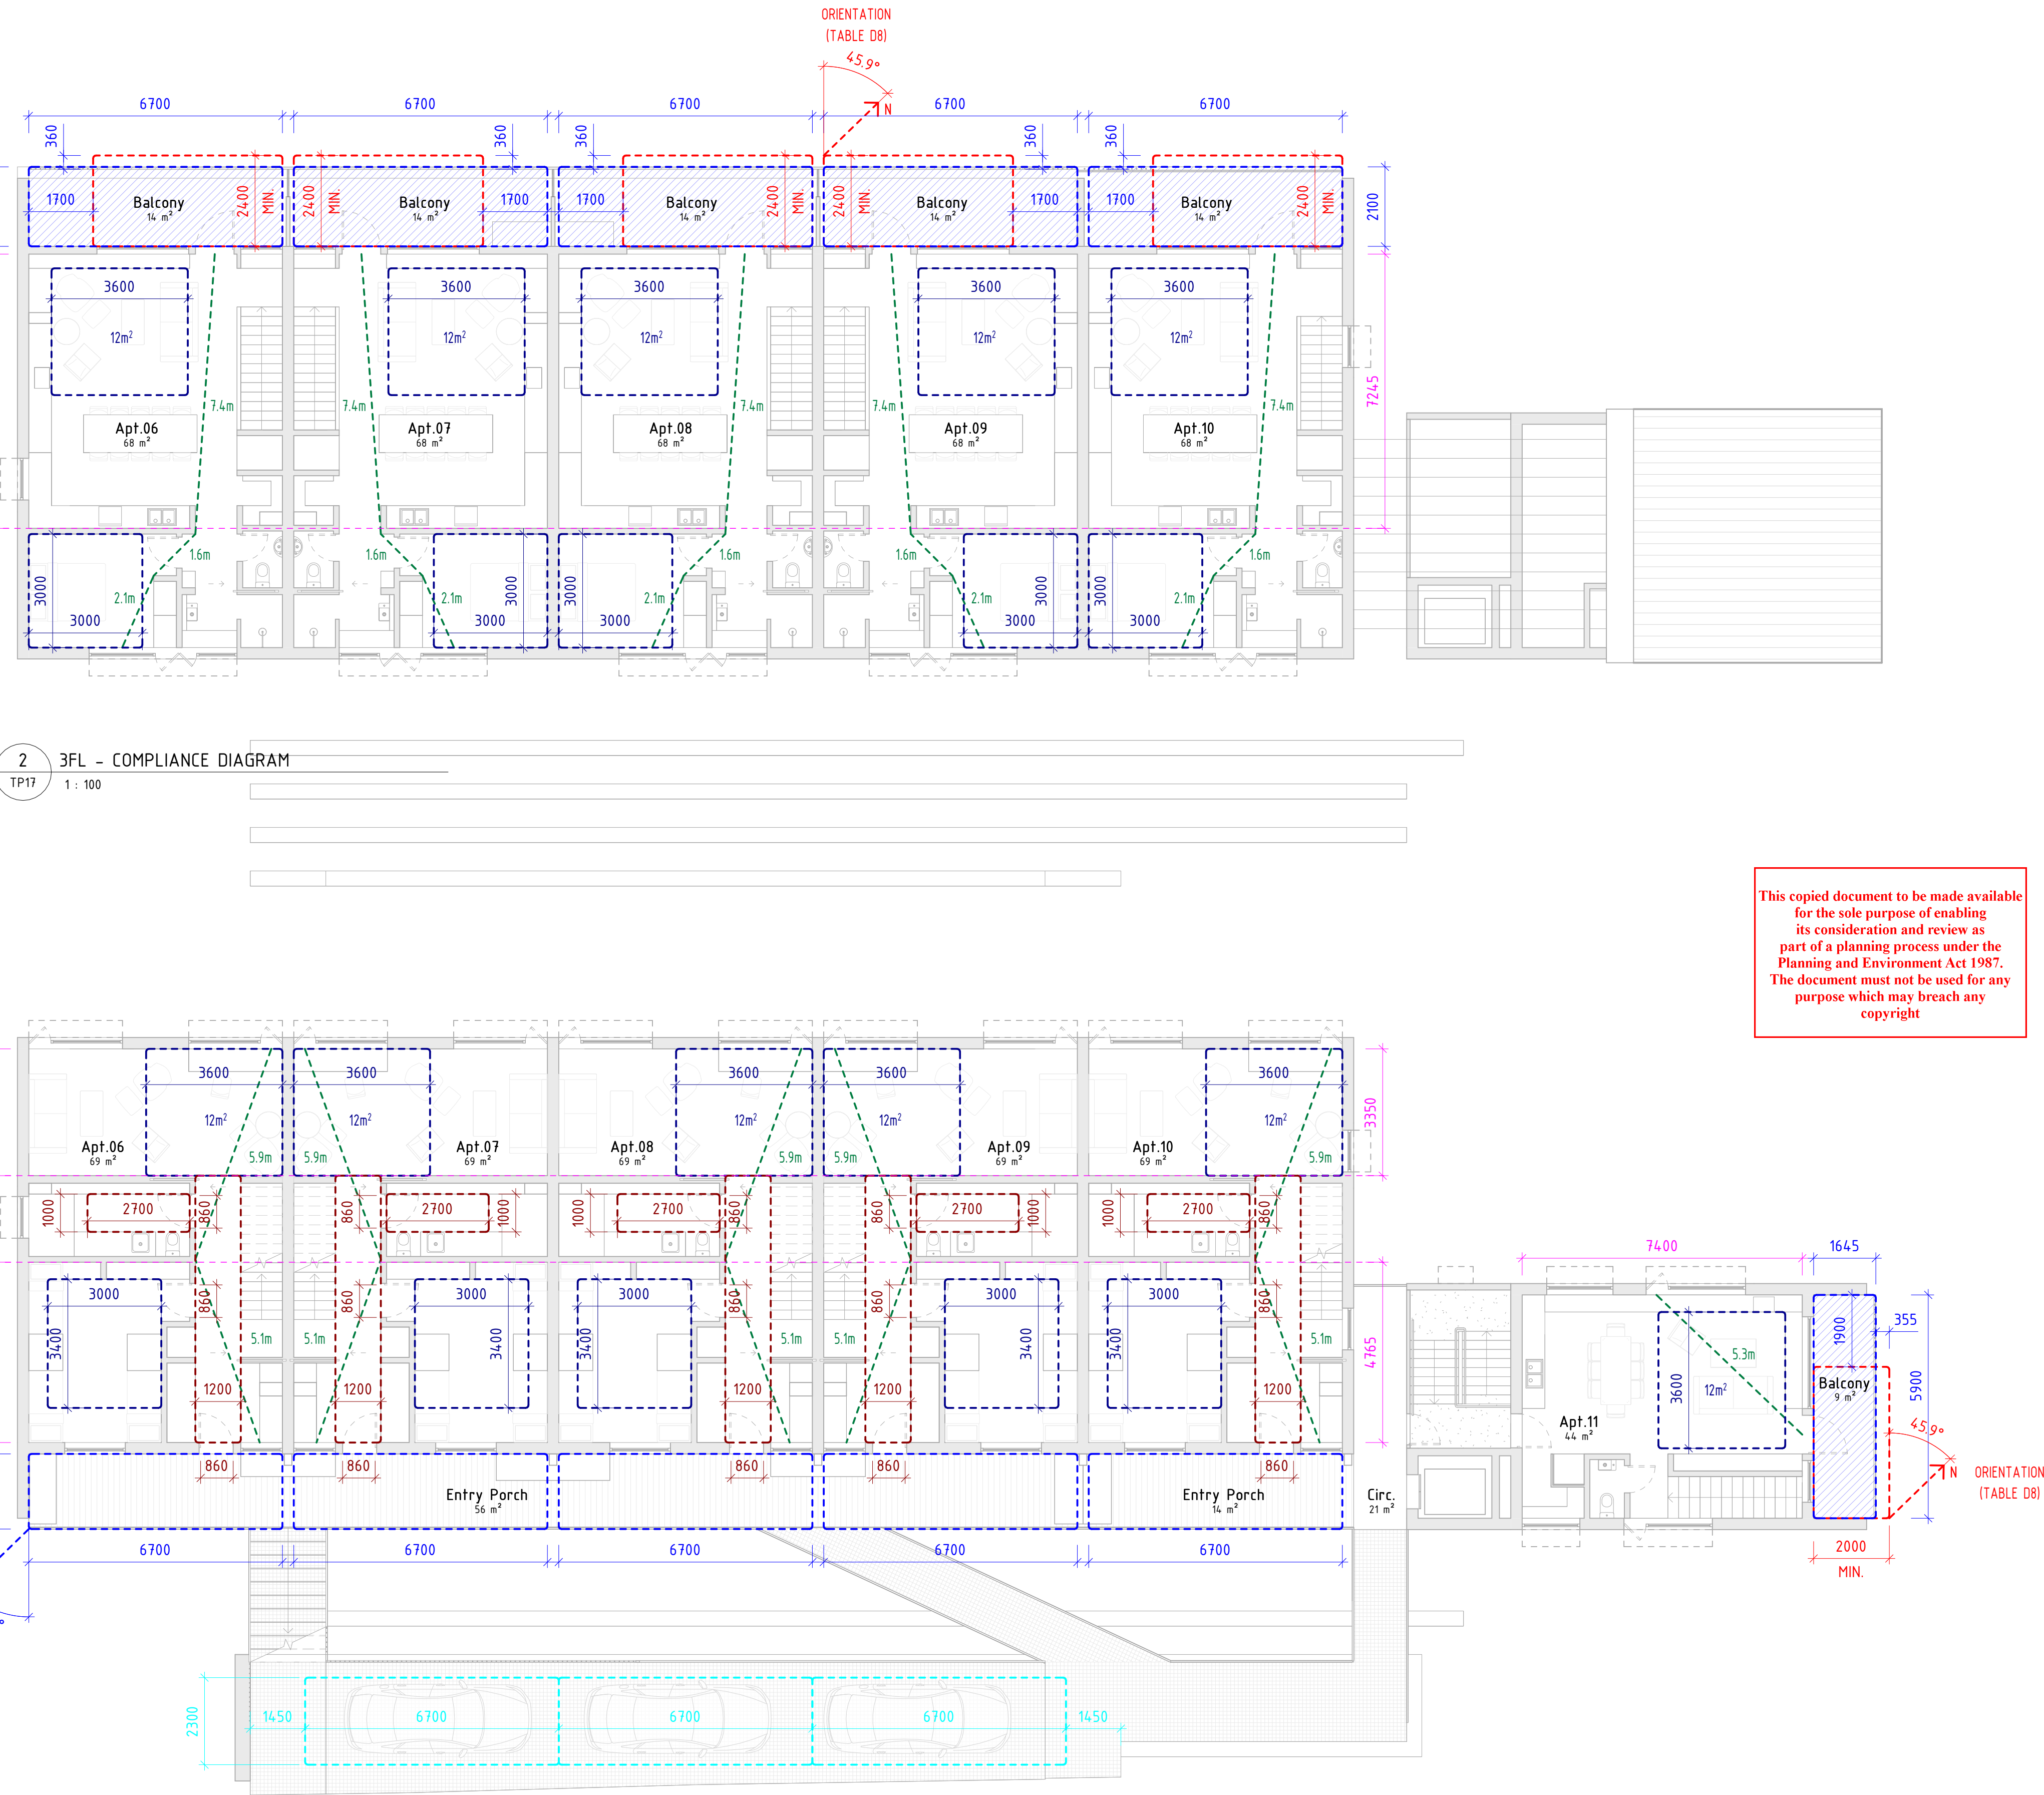 ORIENTATION
(TABLE D8)
45.9°
N
6700 6700 6700 6700 6700
360 360 360 360 360
1700 Balcony 2400 MIN. 2400 MIN. Balcony 1700 1700 Balcony 2400 MIN. 2400 MIN. Balcony 1700 1700 Balcony 2400 MIN. 2100
14 m² 14 m² 14 m² 14 m² 14 m²
3600 3600 3600 3600 3600
12m² 12m² 12m² 12m² 12m²
7245
7.4m 7.4m 7.4m 7.4m 7.4m
Apt.06 Apt.07 Apt.08 Apt.09 Apt.10
68 m² 68 m² 68 m² 68 m² 68 m²
1.6m 1.6m 1.6m 1.6m 1.6m
3000 2.1m 2.1m 3000 3000 2.1m 2.1m 3000 3000 2.1m
3000 3000 3000 3000 3000
2 3FL - COMPLIANCE DIAGRAM
TP17 1 : 100
This copied document to be made available
for the sole purpose of enabling
its consideration and review as
part of a planning process under the
Planning and Environment Act 1987.
The document must not be used for any
purpose which may breach any
copyright
3600 3600 3600 3600 3600
12m² 12m² 12m² 12m² 12m²
3350
Apt.06 Apt.07 Apt.08 Apt.09 Apt.10
69 m² 69 m² 69 m² 69 m² 69 m²
5.9m 5.9m 5.9m 5.9m 5.9m
1000 2700 860 860 2700 1000 1000 2700 860 860 2700 1000 1000 2700 860
3000 860 860 3000 3000 860 860 3000 3000 860
3400 5.1m 5.1m 3400 3400 5.1m 5.1m 3400 3400 5.1m 4765
1200 1200 1200 1200 1200
860 860 860 860 860
Entry Porch
56 m²
Entry Porch
14 m²
Circ.
21 m²
6700 6700 6700 6700 6700
°
7400 1645
1900 355
5.3m
3600 12m²
Balcony
9 m²
5900
Apt.11
44 m²
45.9°
N
ORIENTATION
(TABLE D8)
2000
MIN.
2300 1450 6700 6700 6700 1450